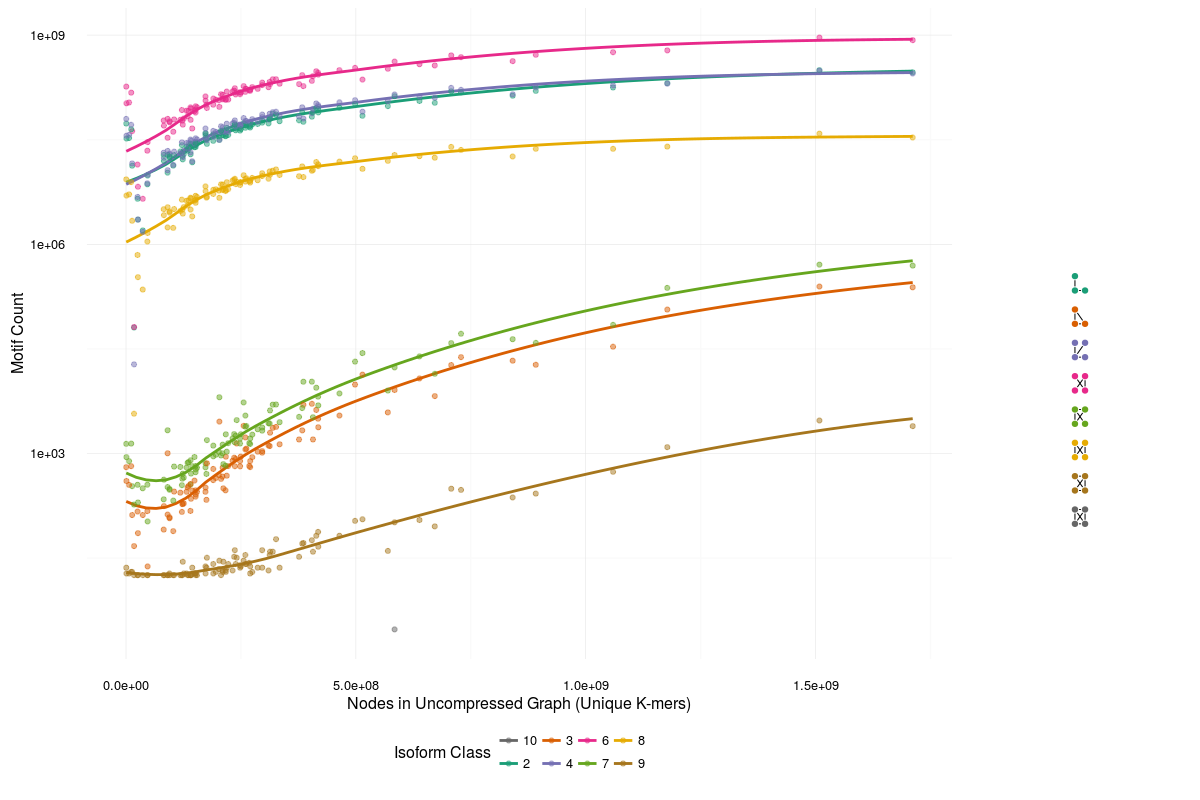 1e+09
1e+06
1e+03
Motif Count
0.0e+00 5.0e+08 1.0e+09 1.5e+09
Nodes in Uncompressed Graph (Unique K-mers)
Isoform Class
10 3 6 8
2 4 7 9